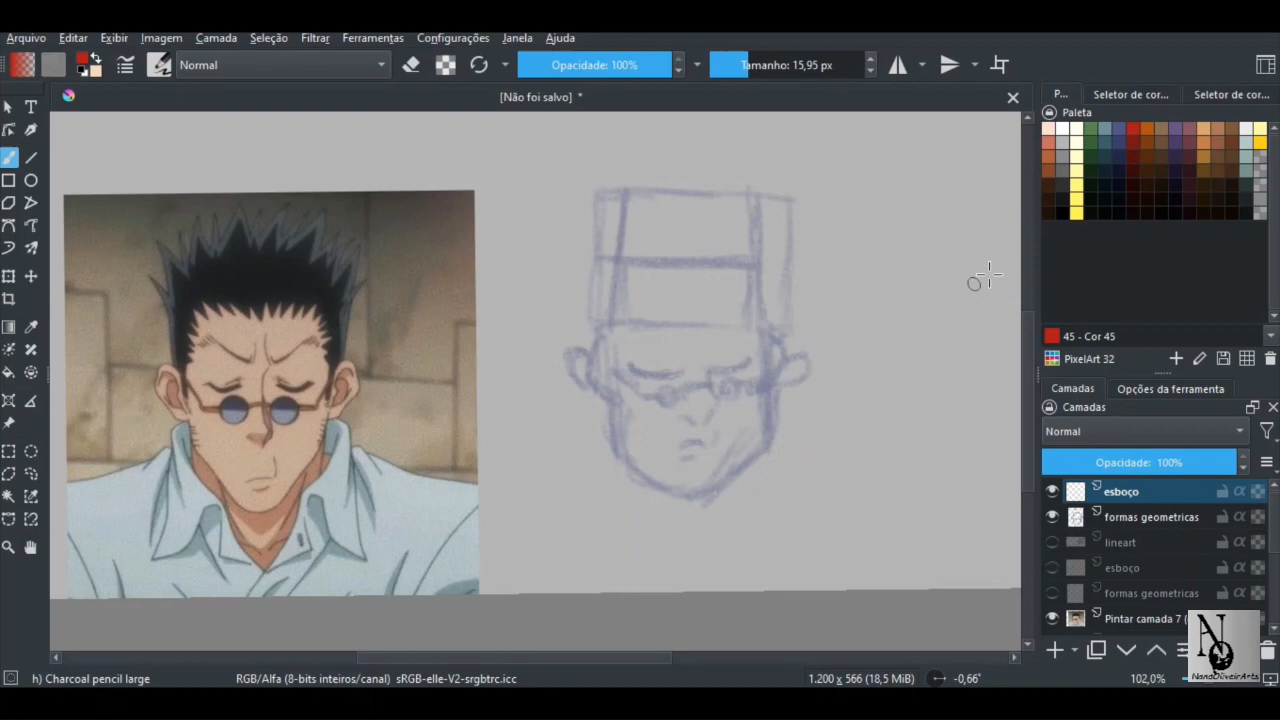 Arquivo Editar Exibir Imagem Camada Seleção Filtrar Ferramentas Configurações Janela Ajuda
Normal Opacidade: 100% Tamanho: 15,95 px
[Não foi salvo] *
P... Seletor de cor... Seletor de cor...
Paleta
45 - Cor 45
PixelArt 32
Camadas Opções da ferramenta
Camadas
Normal
Opacidade: 100%
esboço
formas geometricas
lineart
esboço
formas geometricas
Pintar camada 7 (
NandOliveirArts
h) Charcoal pencil large RGB/Alfa (8-bits inteiros/canal) sRGB-elle-V2-srgbtrc.icc 1.200 x 566 (18,5 MiB) -0,66° 102,0%